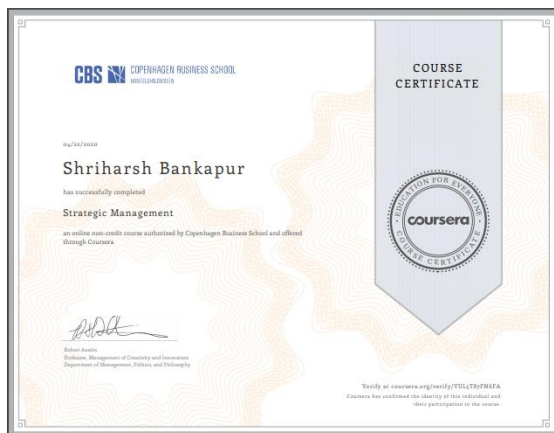 CBS COPENHAGEN BUSINESS SCHOOL
HANDELSHØJSKOLEN
COURSE
CERTIFICATE
04/22/2020
Shriharsh Bankapur
has successfully completed
Strategic Management
an online non-credit course authorized by Copenhagen Business School and offered
through Coursera
EDUCATION FOR EVERYONE
coursera
COURSE CERTIFICATE
Robert Austin
Professor, Management of Creativity and Innovation
Department of Management, Politics, and Philosophy
Verify at coursera.org/verify/
Coursera has confirmed the identity of this individual and
their participation in the course.